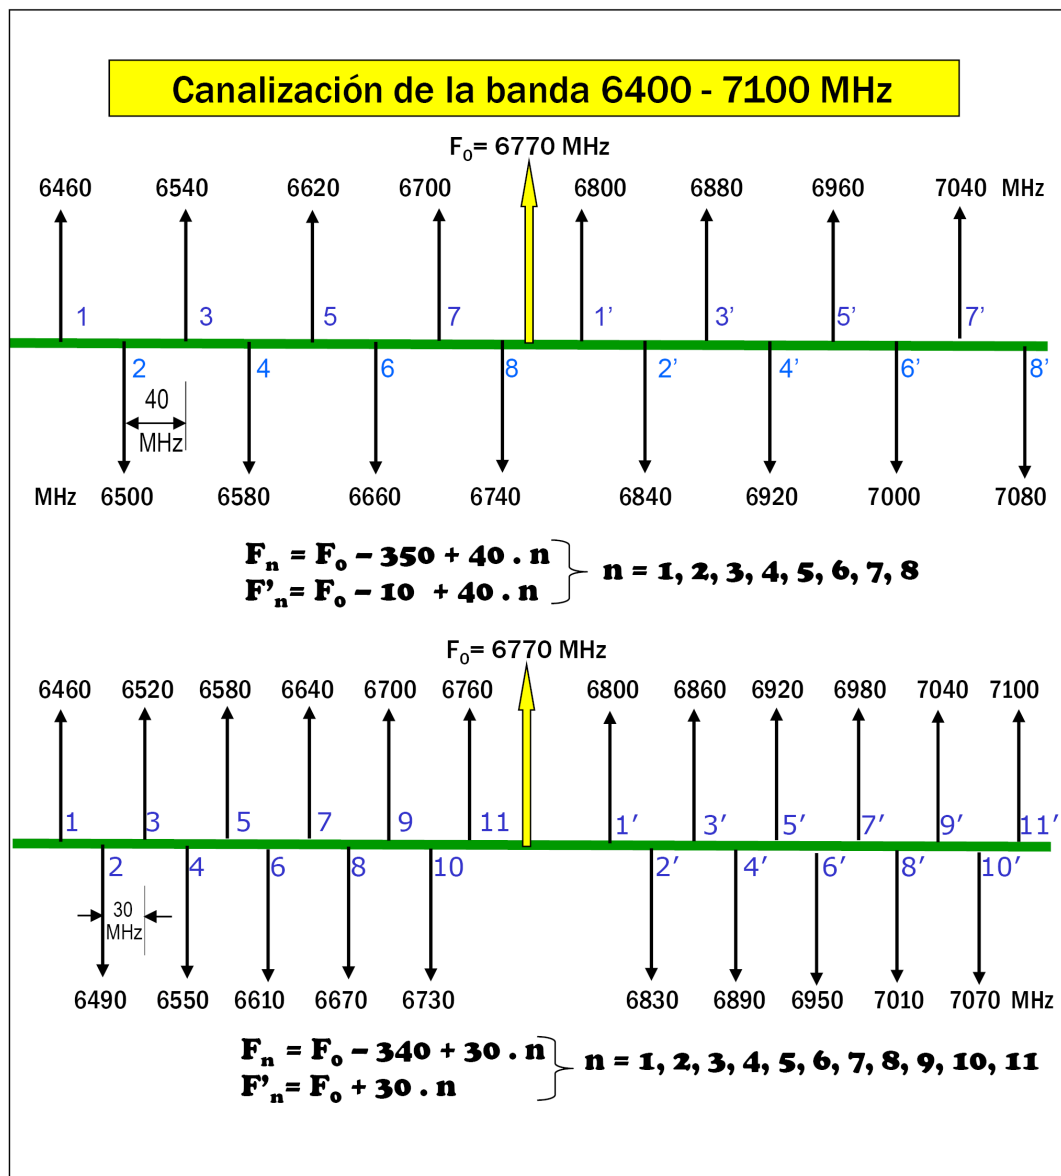 Canalización de la banda 6400 - 7100 MHz
F0= 6770 MHz
6460 6540 6620 6700 6800 6880 6960 7040 MHz
1 3 5 7 1’ 3’ 5’ 7’
2 4 6 8 2’ 4’ 6’ 8’
40
MHz
MHz 6500 6580 6660 6740 6840 6920 7000 7080
Fn = Fo – 350 + 40 . n
F’n= Fo – 10 + 40 . n
n = 1, 2, 3, 4, 5, 6, 7, 8
F0= 6770 MHz
6460 6520 6580 6640 6700 6760 6800 6860 6920 6980 7040 7100
1 3 5 7 9 11 1’ 3’ 5’ 7’ 9’ 11’
2 4 6 8 10 2’ 4’ 6’ 8’ 10’
30
MHz
6490 6550 6610 6670 6730 6830 6890 6950 7010 7070 MHz
Fn = Fo – 340 + 30 . n
F’n= Fo + 30 . n
n = 1, 2, 3, 4, 5, 6, 7, 8, 9, 10, 11